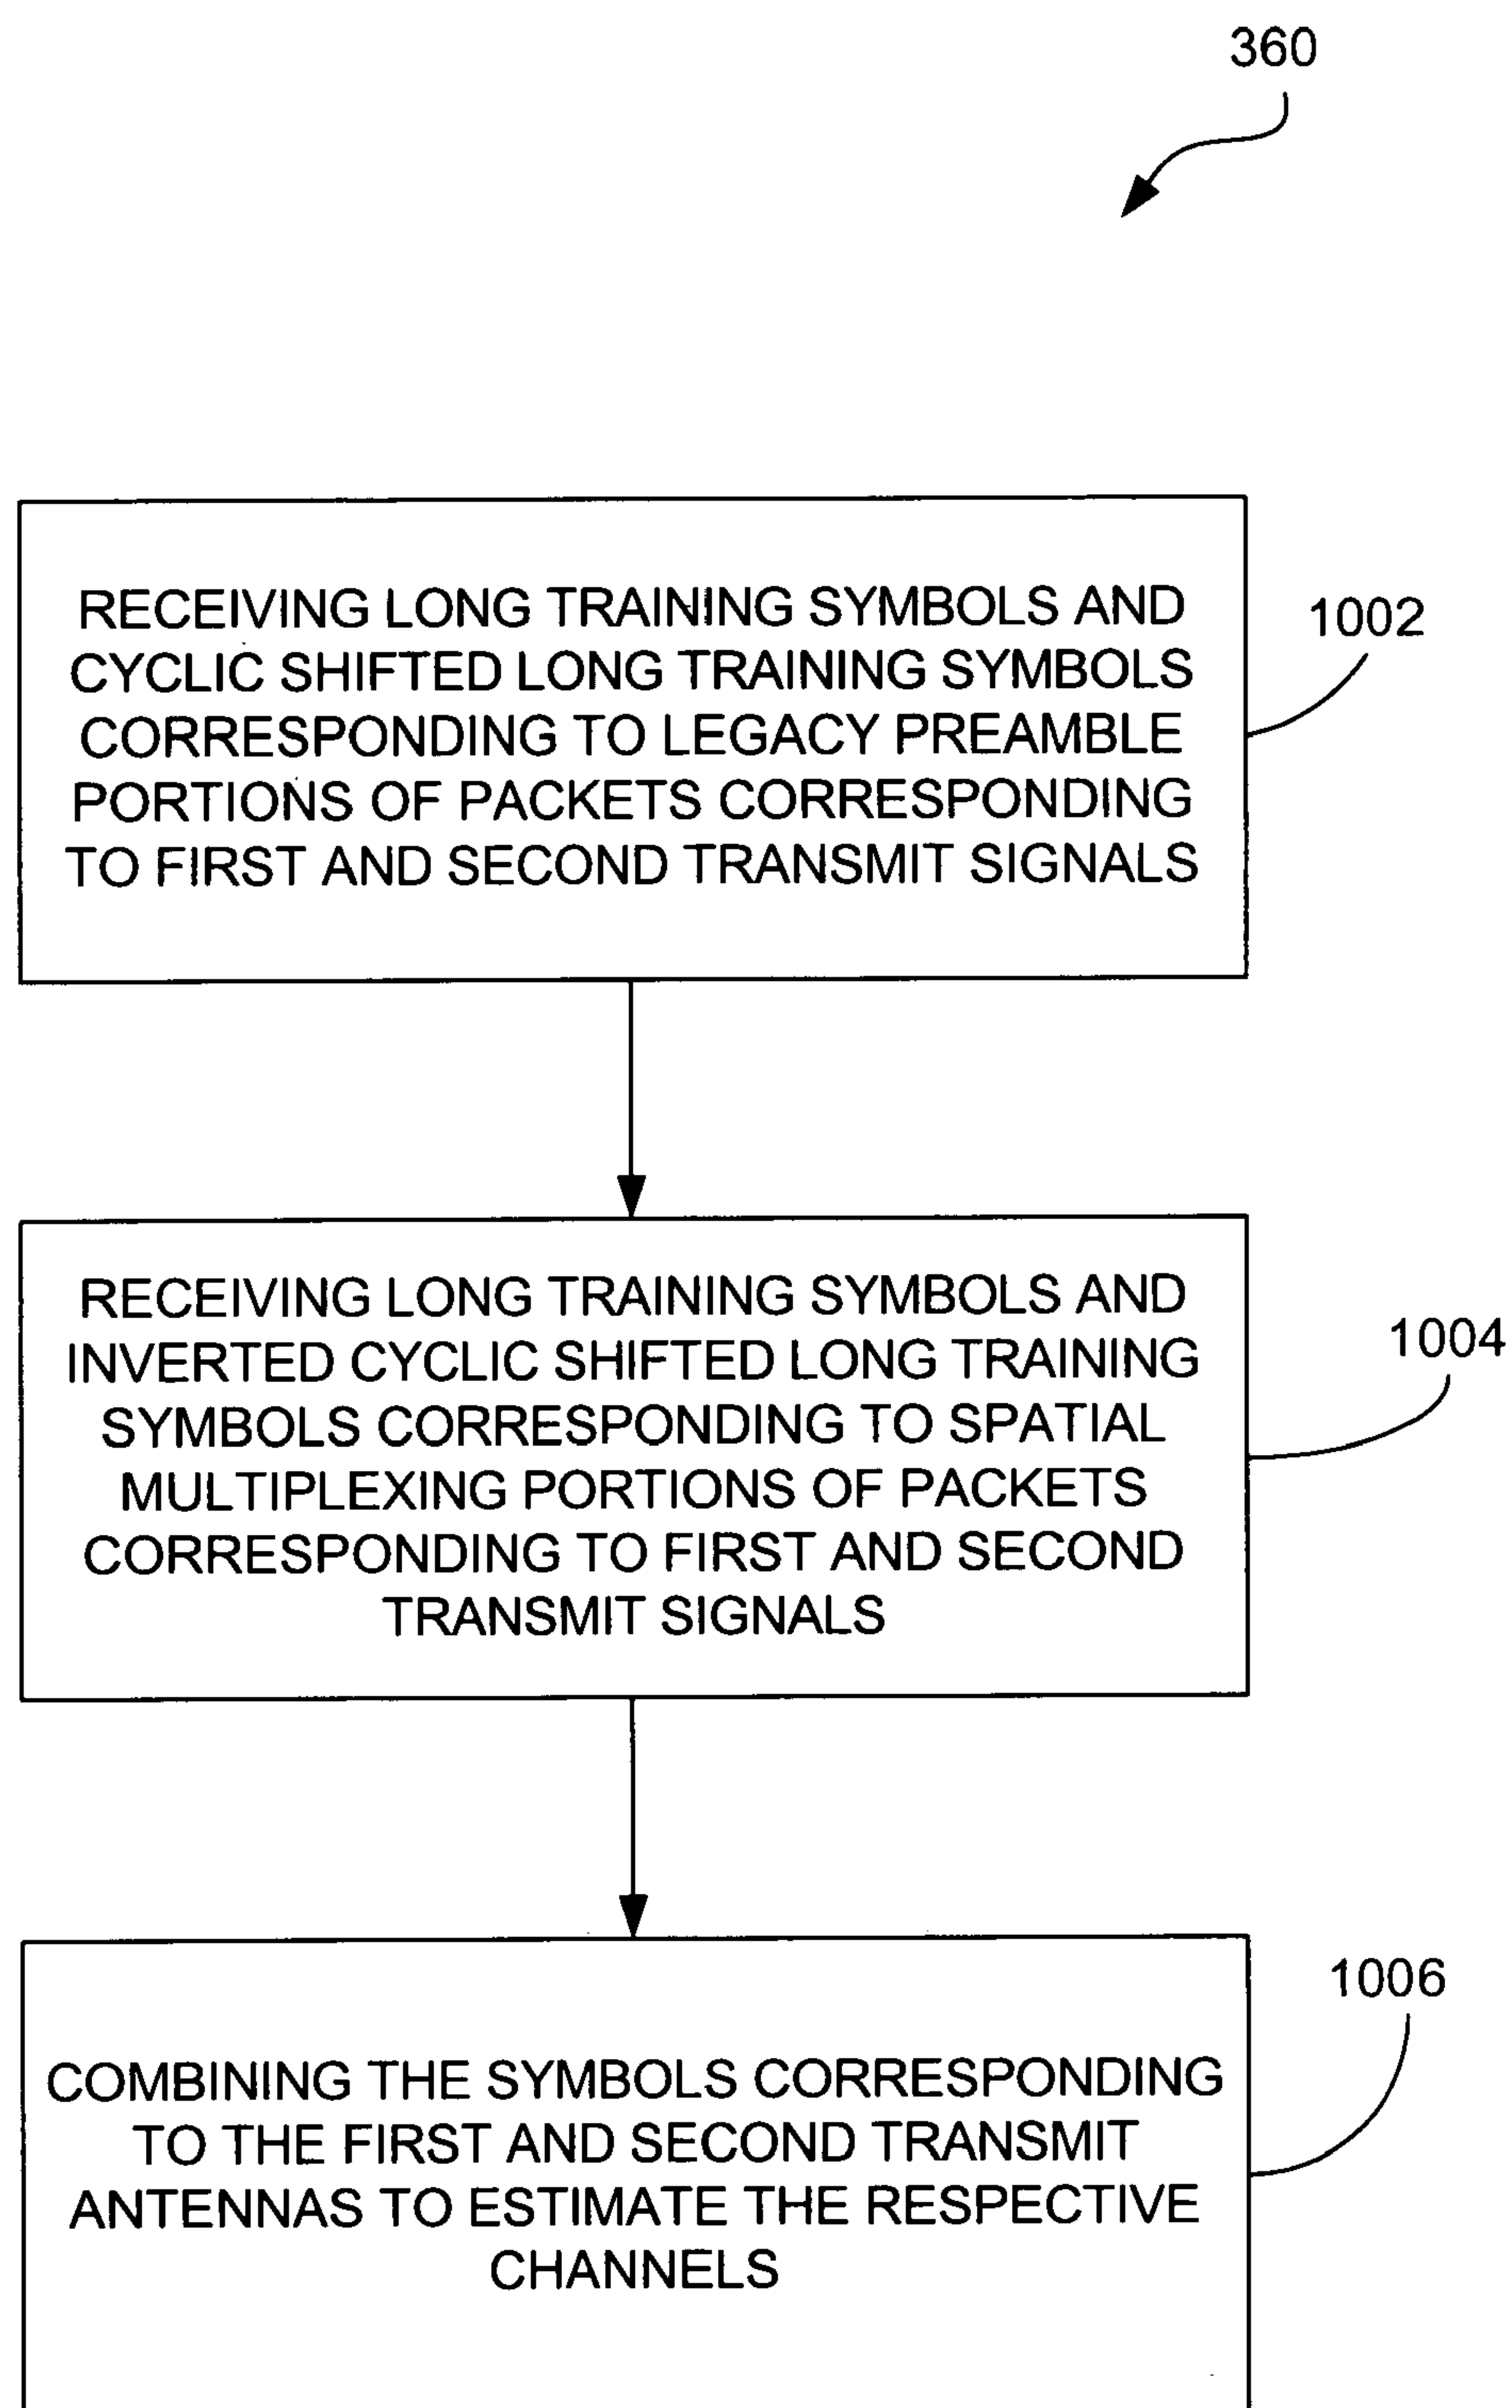 360
RECEIVING LONG TRAINING SYMBOLS AND
CYCLIC SHIFTED LONG TRAINING SYMBOLS
CORRESPONDING TO LEGACY PREAMBLE
PORTIONS OF PACKETS CORRESPONDING
TO FIRST AND SECOND TRANSMIT SIGNALS
1002
RECEIVING LONG TRAINING SYMBOLS AND
INVERTED CYCLIC SHIFTED LONG TRAINING
SYMBOLS CORRESPONDING TO SPATIAL
MULTIPLEXING PORTIONS OF PACKETS
CORRESPONDING TO FIRST AND SECOND
TRANSMIT SIGNALS
1004
COMBINING THE SYMBOLS CORRESPONDING
TO THE FIRST AND SECOND TRANSMIT
ANTENNAS TO ESTIMATE THE RESPECTIVE
CHANNELS
1006